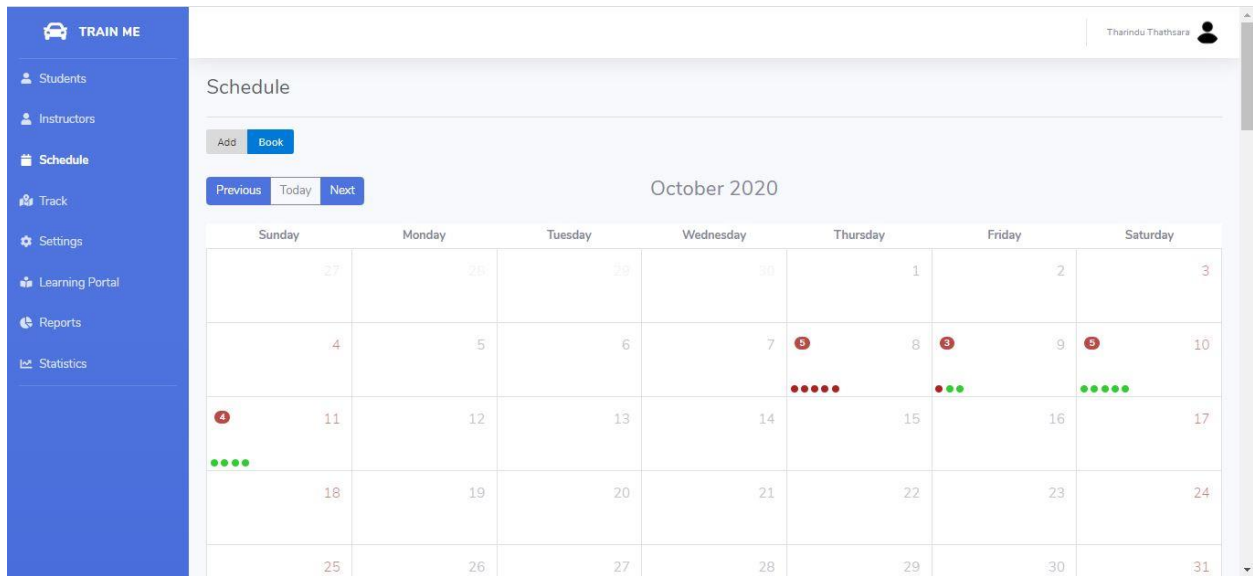 TRAIN ME
Tharindu Thathsara
Students
Instructors
Schedule
Track
Settings
Learning Portal
Reports
Statistics
Schedule
Add Book
Previous Today Next
October 2020
Sunday Monday Tuesday Wednesday Thursday Friday Saturday
27 28 29 30 1 2 3
4 5 6 7 5 8 3 9 5 10
4 11 12 13 14 15 16 17
18 19 20 21 22 23 24
25 26 27 28 29 30 31